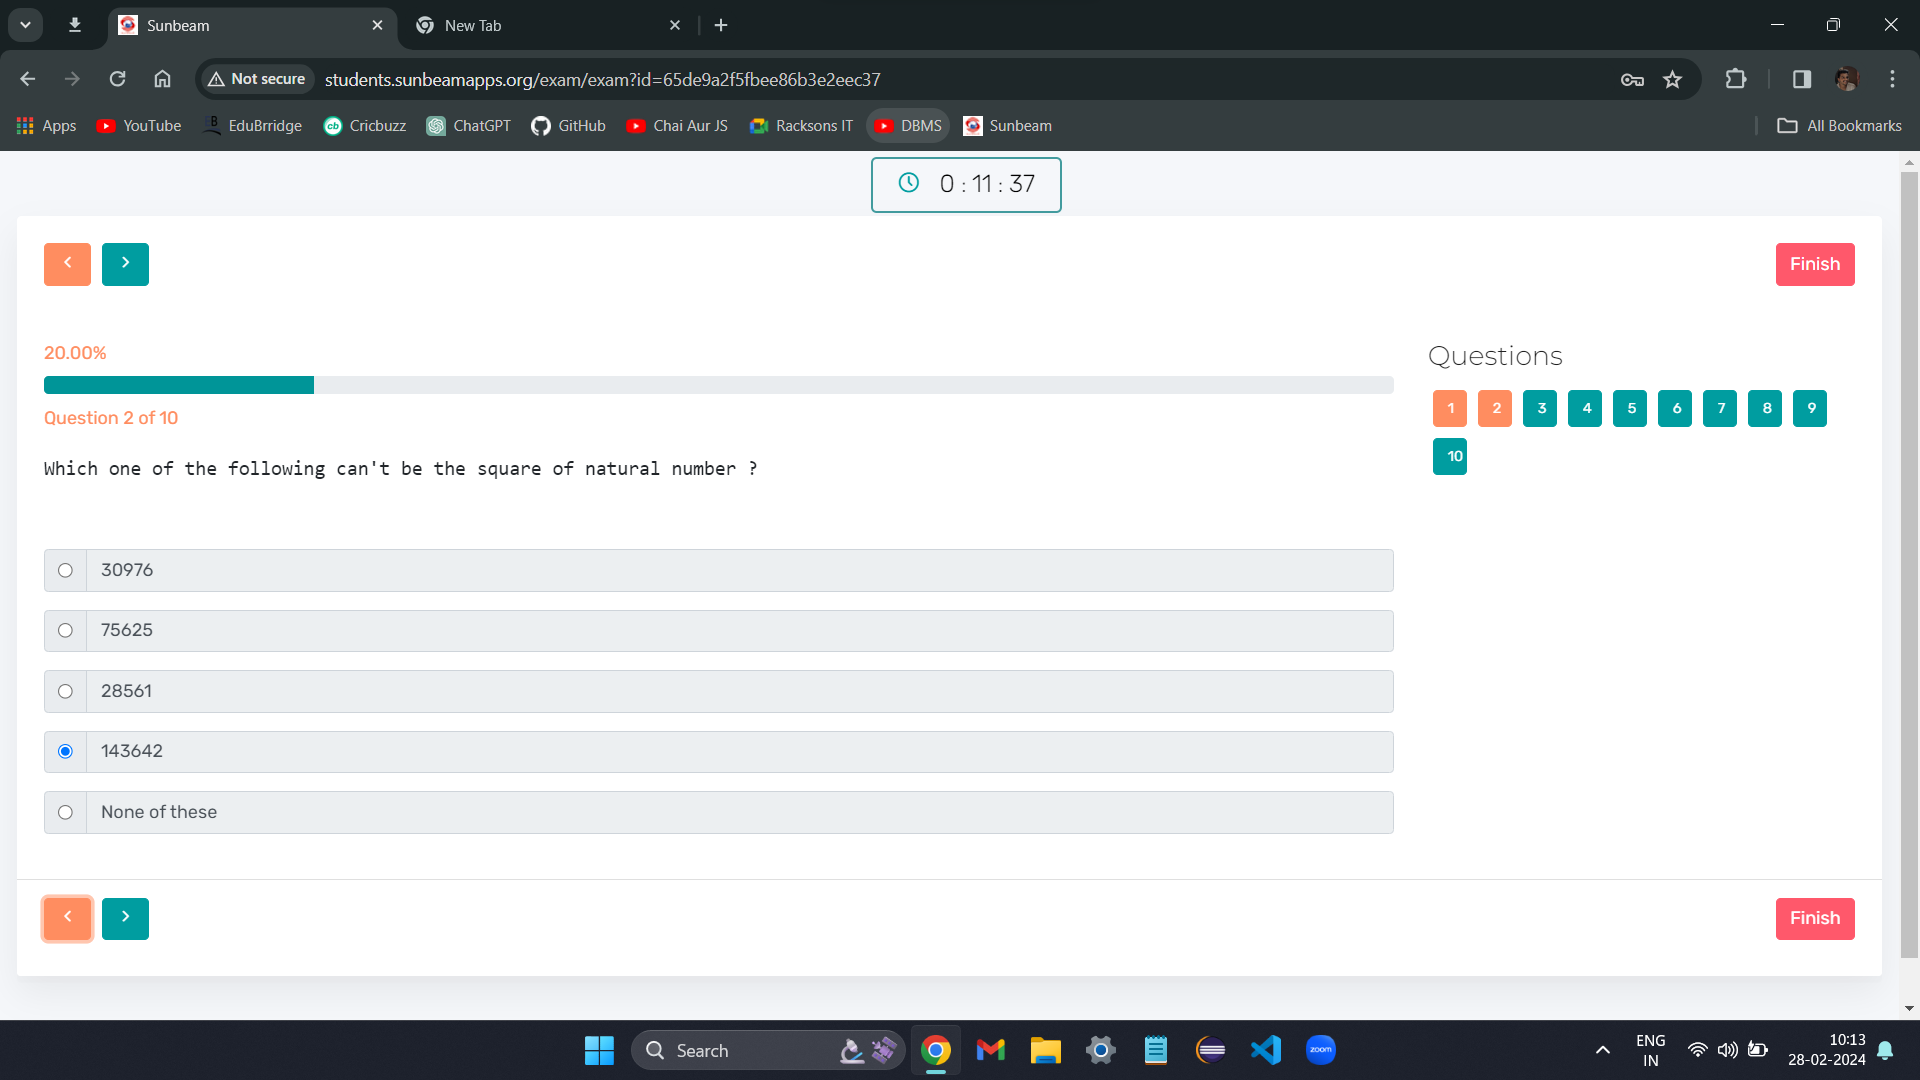 Sunbeam
New Tab
Not secure
students.sunbeamapps.org/exam/exam?id=65de9a2f5fbee86b3e2eec37
Apps
YouTube
B
EduBrridge
cb
Cricbuzz
ChatGPT
GitHub
Chai Aur JS
Racksons IT
DBMS
Sunbeam
All Bookmarks
0 : 11 : 37
Finish
20.00%
Question 2 of 10
Questions
1 2 3 4 5 6 7 8 9
10
Which one of the following can't be the square of natural number ?
30976
75625
28561
143642
None of these
Finish
Search
zoom
ENG
IN
10:13
28-02-2024